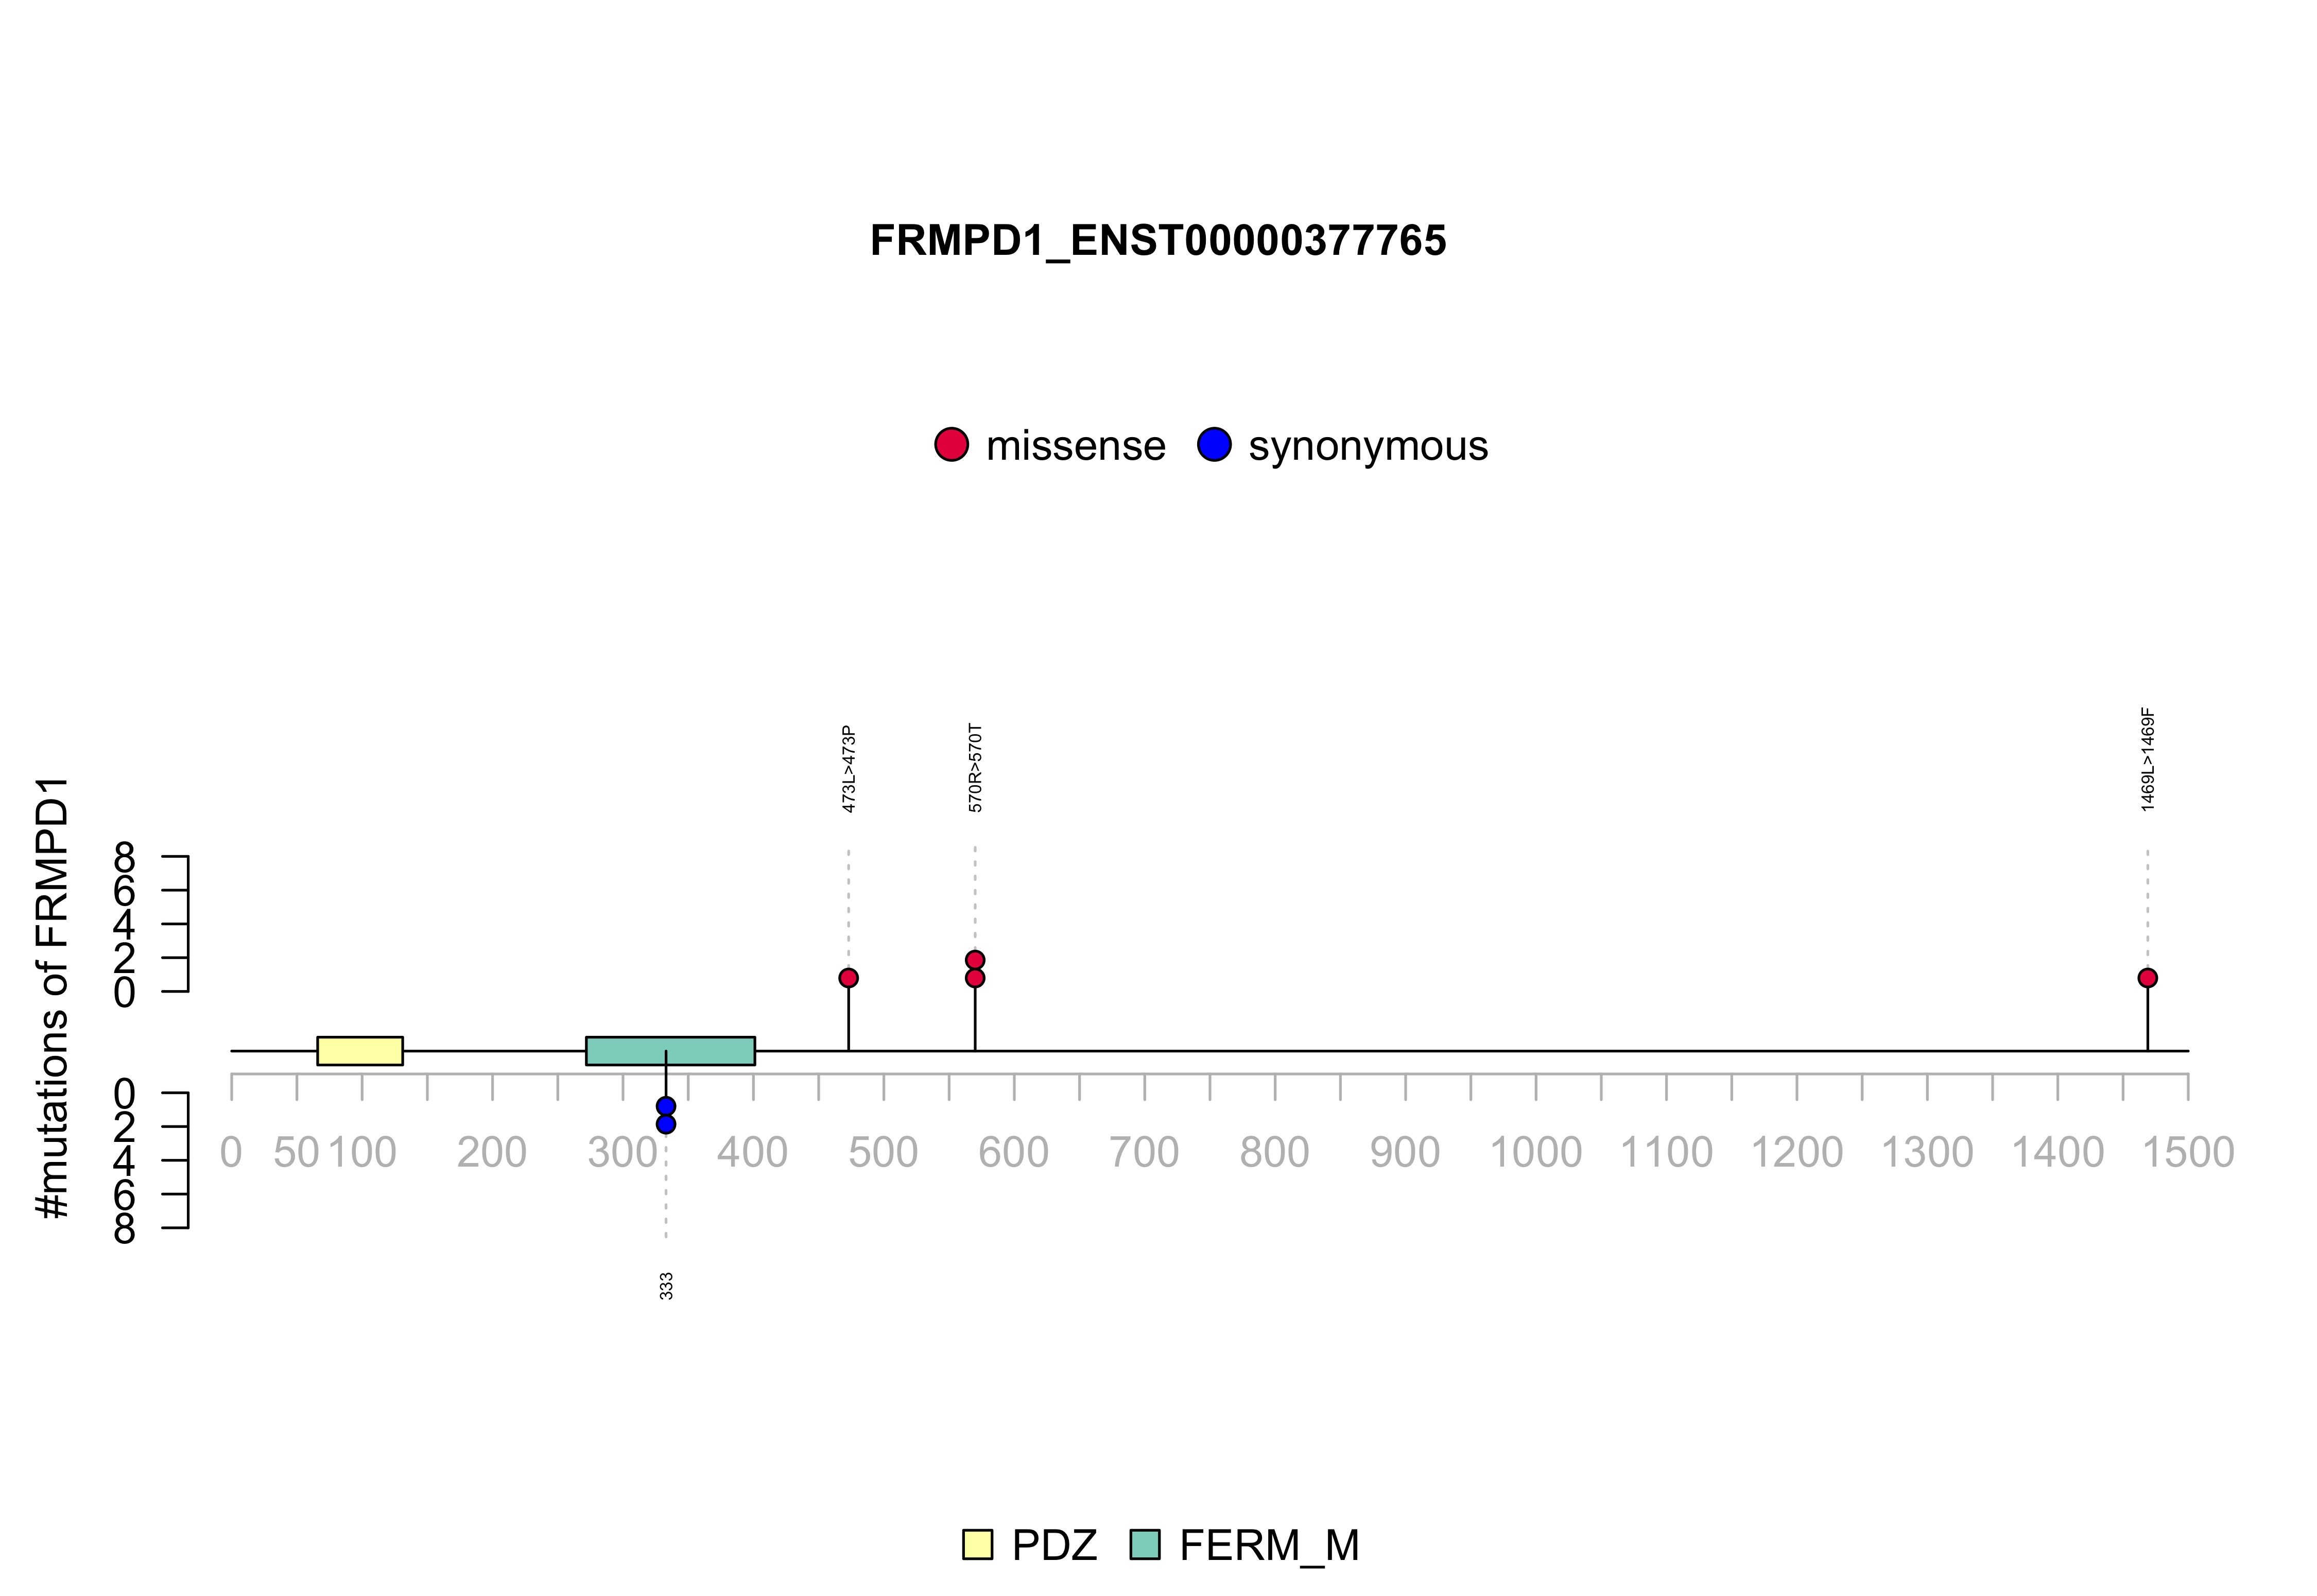 FRMPD1_ENST00000377765
missense synonymous
473L>473P
570R>570T
1469L>1469F
#mutations of FRMPD1
8
6
4
2
0
0
2
4
6
8
0 50 100 200 300 400 500 600 700 800 900 1000 1100 1200 1300 1400 1500
333
PDZ FERM_M